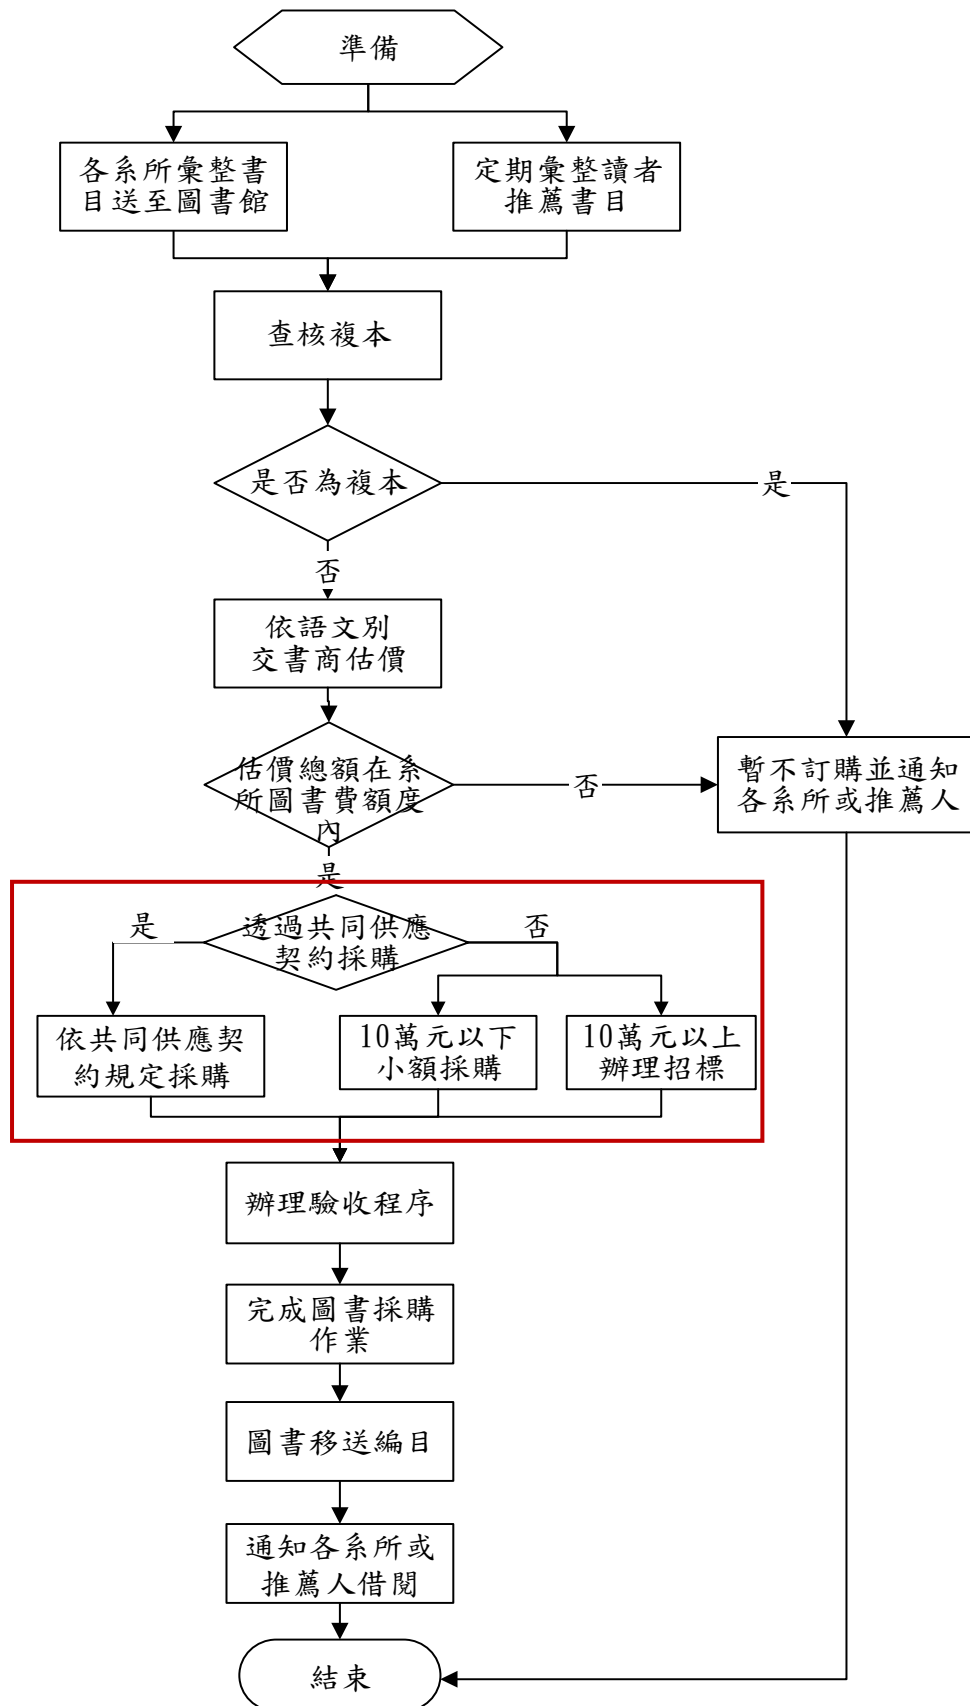 準備
各系所彙整書
目送至圖書館
定期彙整讀者
推薦書目
查核複本
是否為複本
是
否
依語文別
交書商估價
估價總額在系
所圖書費額度
內
否
暫不訂購並通知
各系所或推薦人
是
是
透過共同供應
契約採購
否
依共同供應契
約規定採購
10萬元以下
小額採購
10萬元以上
辦理招標
辦理驗收程序
完成圖書採購
作業
圖書移送編目
通知各系所或
推薦人借閱
結束